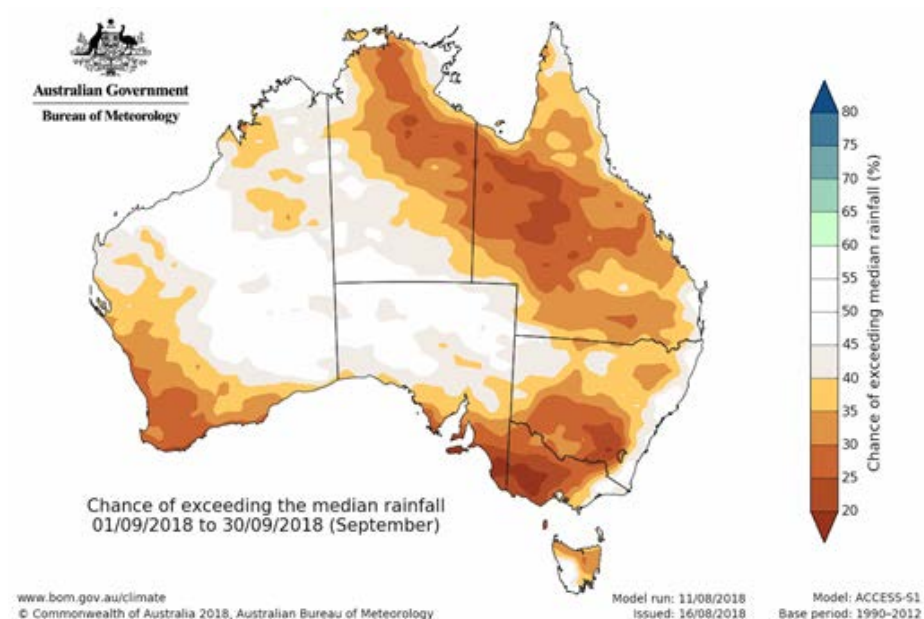 Australian Government
Bureau of Meteorology
80
70
65
60
55
50
45
40
35
30
25
20
Chance of exceeding median rainfall (%)
Chance of exceeding the median rainfall
01/09/2018 to 30/09/2018 (September)
www.bom.gov.au/climate
© Commonwealth of Australia 2018, Australian Bureau of Meteorology
Model run: 11/08/2018
Issued: 16/08/2018
Model: ACCESS-S1
Base period: 1990–2012